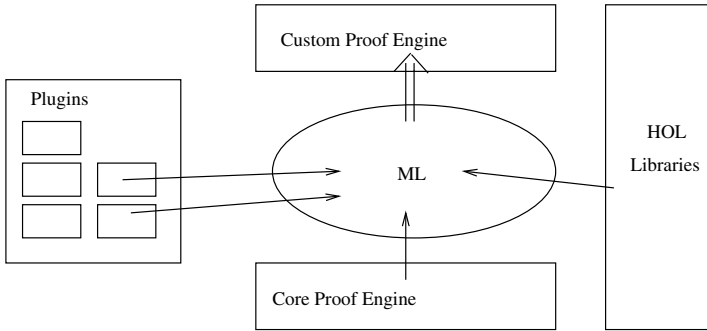 Custom Proof Engine
Plugins
HOL
Libraries
ML
Core Proof Engine